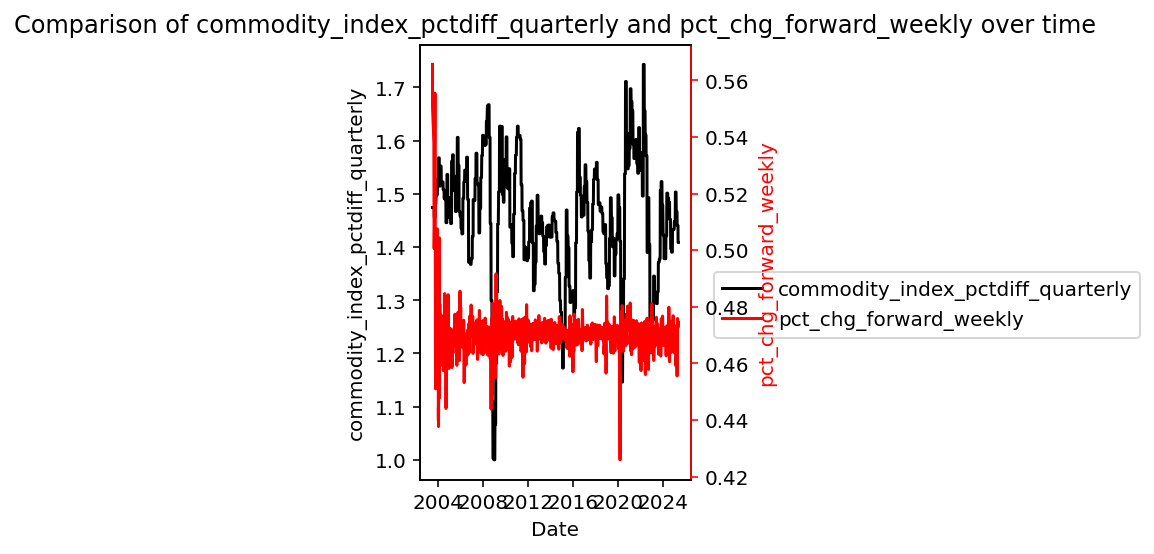 Comparison of commodity_index_pctdiff_quarterly and pct_chg_forward_weekly over time
commodity_index_pctdiff_quarterly
1.7
1.6
1.5
1.4
1.3
1.2
1.1
1.0
0.56
0.54
0.52
0.50
0.48
0.46
0.44
0.42
pct_chg_forward_weekly
commodity_index_pctdiff_quarterly
pct_chg_forward_weekly
2004 2008 2012 2016 2020 2024
Date